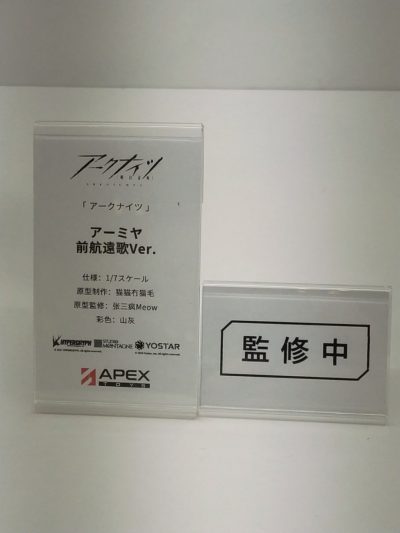 アークナイツ
「 アークナイツ 」
アーミヤ
前航遠歌Ver.
仕様：1/7スケール
原型制作：猫猫冇猫毛
原型監修：张三疯Meow
彩色：山灰
HYPERGRYPH
STUDIO MONTAGNE
YOSTAR
APEX
TOYS
監修中